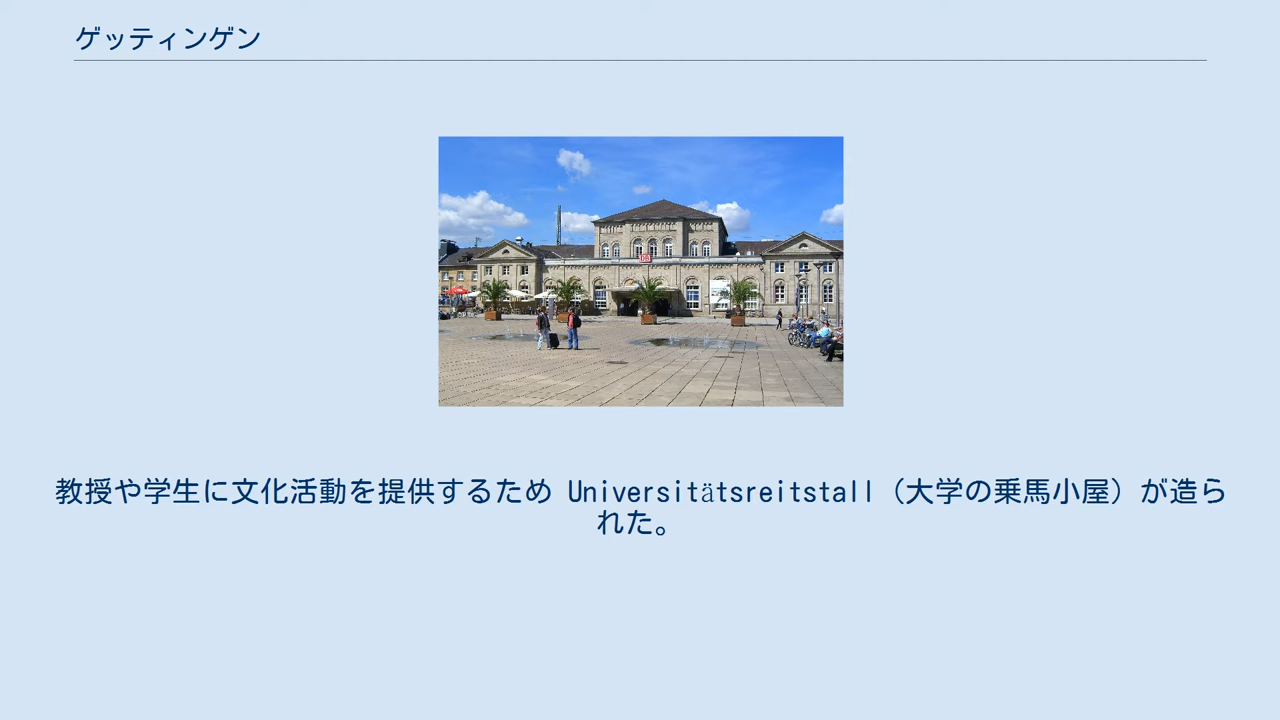 ゲッティンゲン
DB
教授や学生に文化活動を提供するため Universitätsreitstall（大学の乗馬小屋）が造ら
れた。